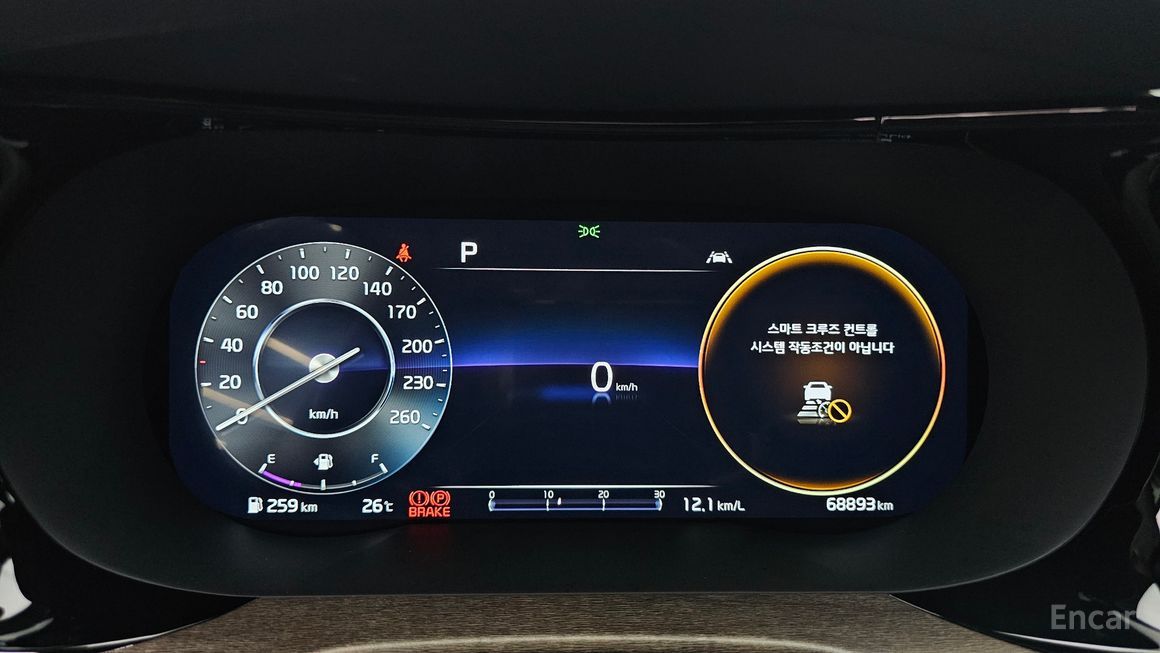 P
100 120
80 140
60 170
40 200
20 230
0 260
km/h
0 km/h
스마트 크루즈 컨트롤
시스템 작동조건이 아닙니다
E F
259 km
26℃
P
BRAKE
0 10 20 30
12.1 km/L
68893 km
Encar